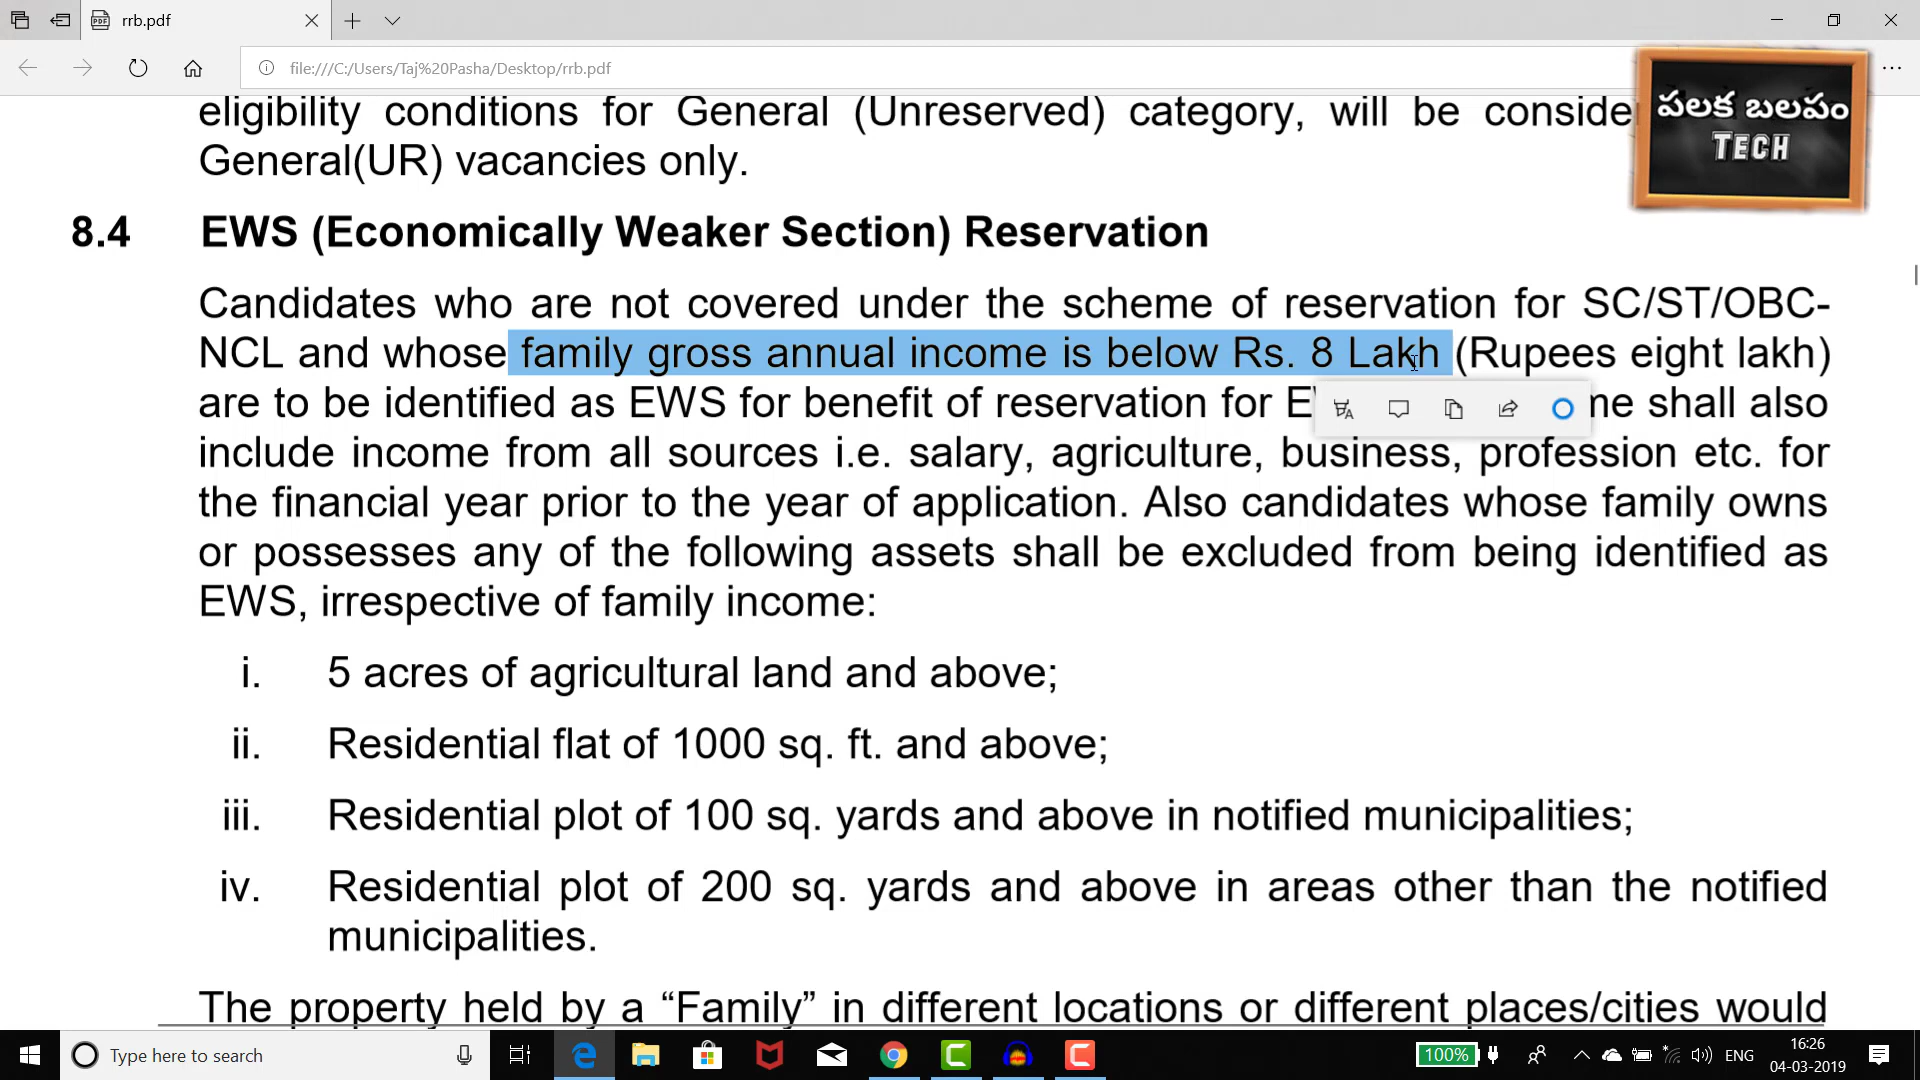 rrb.pdf
file:///C:/Users/Taj%20Pasha/Desktop/rrb.pdf
పలక బలపం
TECH
eligibility conditions for General (Unreserved) category, will be conside
General(UR) vacancies only.
8.4 EWS (Economically Weaker Section) Reservation
Candidates who are not covered under the scheme of reservation for SC/ST/OBC-
NCL and whose family gross annual income is below Rs. 8 Lakh (Rupees eight lakh)
are to be identified as EWS for benefit of reservation for me shall also
include income from all sources i.e. salary, agriculture, business, profession etc. for
the financial year prior to the year of application. Also candidates whose family owns
or possesses any of the following assets shall be excluded from being identified as
EWS, irrespective of family income:
i. 5 acres of agricultural land and above;
ii. Residential flat of 1000 sq. ft. and above;
iii. Residential plot of 100 sq. yards and above in notified municipalities;
iv. Residential plot of 200 sq. yards and above in areas other than the notified
municipalities.
The property held by a “Family” in different locations or different places/cities would
Type here to search
100%
ENG
16:26
04-03-2019